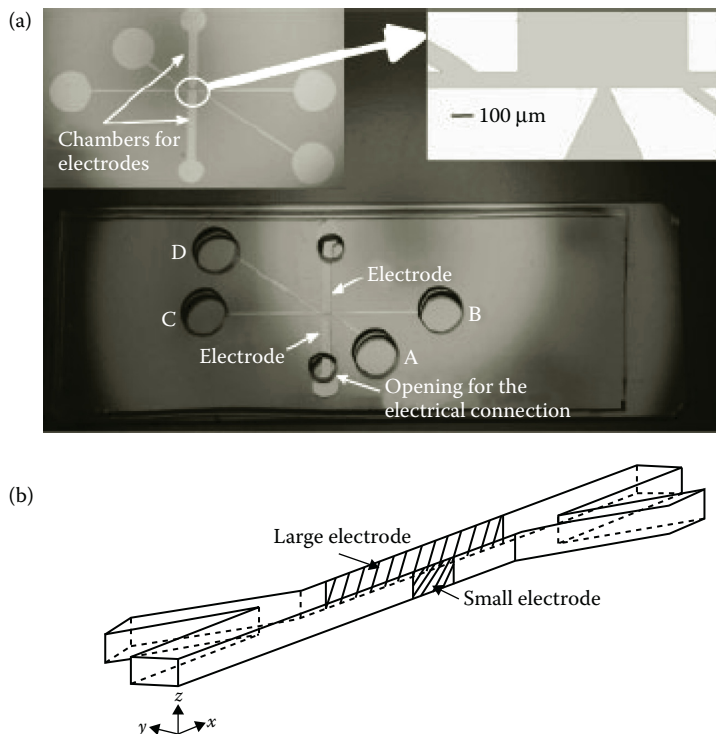 (a)
Chambers for
electrodes
100 µm
D
Electrode
C
B
Electrode
A
Opening for the
electrical connection
(b)
Large electrode
Small electrode
z
y
x